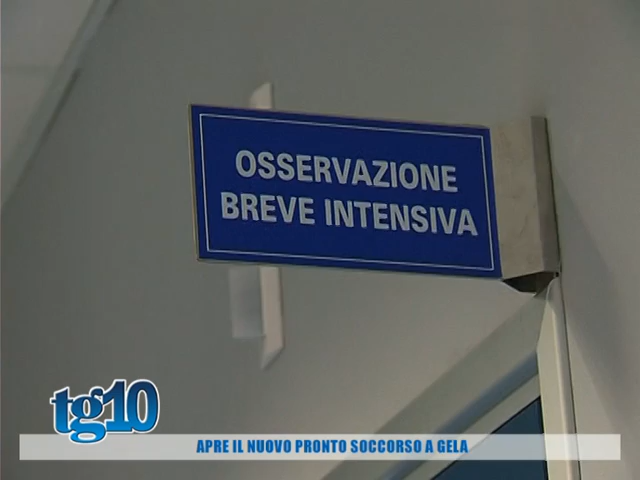 OSSERVAZIONE
BREVE INTENSIVA
tg10
APRE IL NUOVO PRONTO SOCCORSO A GELA